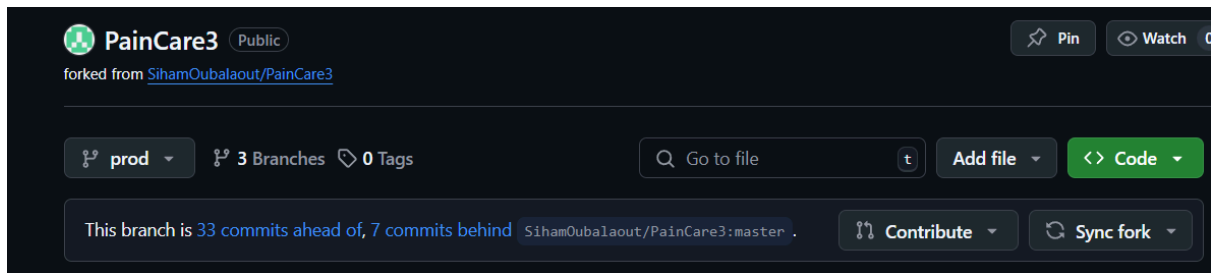 PainCare3 Public Pin Watch 0
forked from SihamOubalaout/PainCare3
prod 3 Branches 0 Tags Go to file t Add file Code
This branch is 33 commits ahead of, 7 commits behind SihamOubalaout/PainCare3:master . Contribute Sync fork